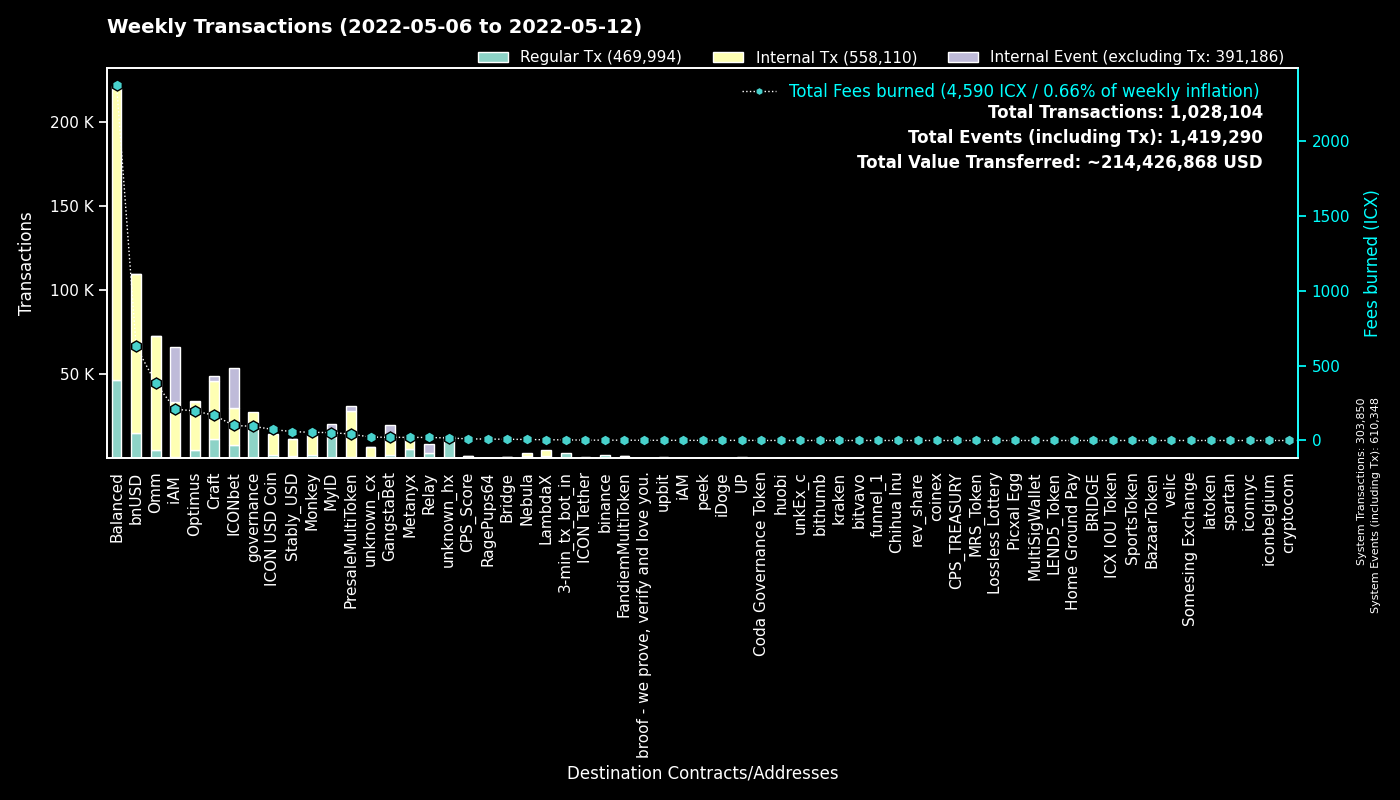 Weekly Transactions (2022-05-06 to 2022-05-12)
Regular Tx (469,994)
Internal Tx (558,110)
Internal Event (excluding Tx: 391,186)
Total Fees burned (4,590 ICX / 0.66% of weekly inflation)
Total Transactions: 1,028,104
Total Events (including Tx): 1,419,290
Total Value Transferred: ~214,426,868 USD
Transactions
200 K
150 K
100 K
50 K
2000
1500
1000
500
0
Fees burned (ICX)
System Transactions: 303,850
System Events (including Tx): 610,348
Balanced
bnUSD
Omm
iAM
Optimus
Craft
ICONbet
governance
ICON USD Coin
Stably_USD
Monkey
MyID
PresaleMultiToken
unknown_cx
GangstaBet
Metanyx
Relay
unknown_hx
CPS_Score
RagePups64
Bridge
Nebula
LambdaX
3-min_tx_bot_in
ICON Tether
binance
FandiemMultiToken
broof - we prove, verify and love you.
upbit
IAM
peek
iDoge
UP
Coda Governance Token
huobi
unkEx_c
bithumb
kraken
bitvavo
funnel_1
Chihua Inu
rev_share
coinex
CPS_TREASURY
MRS_Token
Lossless Lottery
Picxel Egg
MultiSigWallet
LEND5_Token
Home Ground Pay
BRIDGE
ICX IOU Token
SportsToken
BazaarToken
velic
Somesing Exchange
latoken
spartan
iconnyc
iconbelgium
cryptocom
Destination Contracts/Addresses